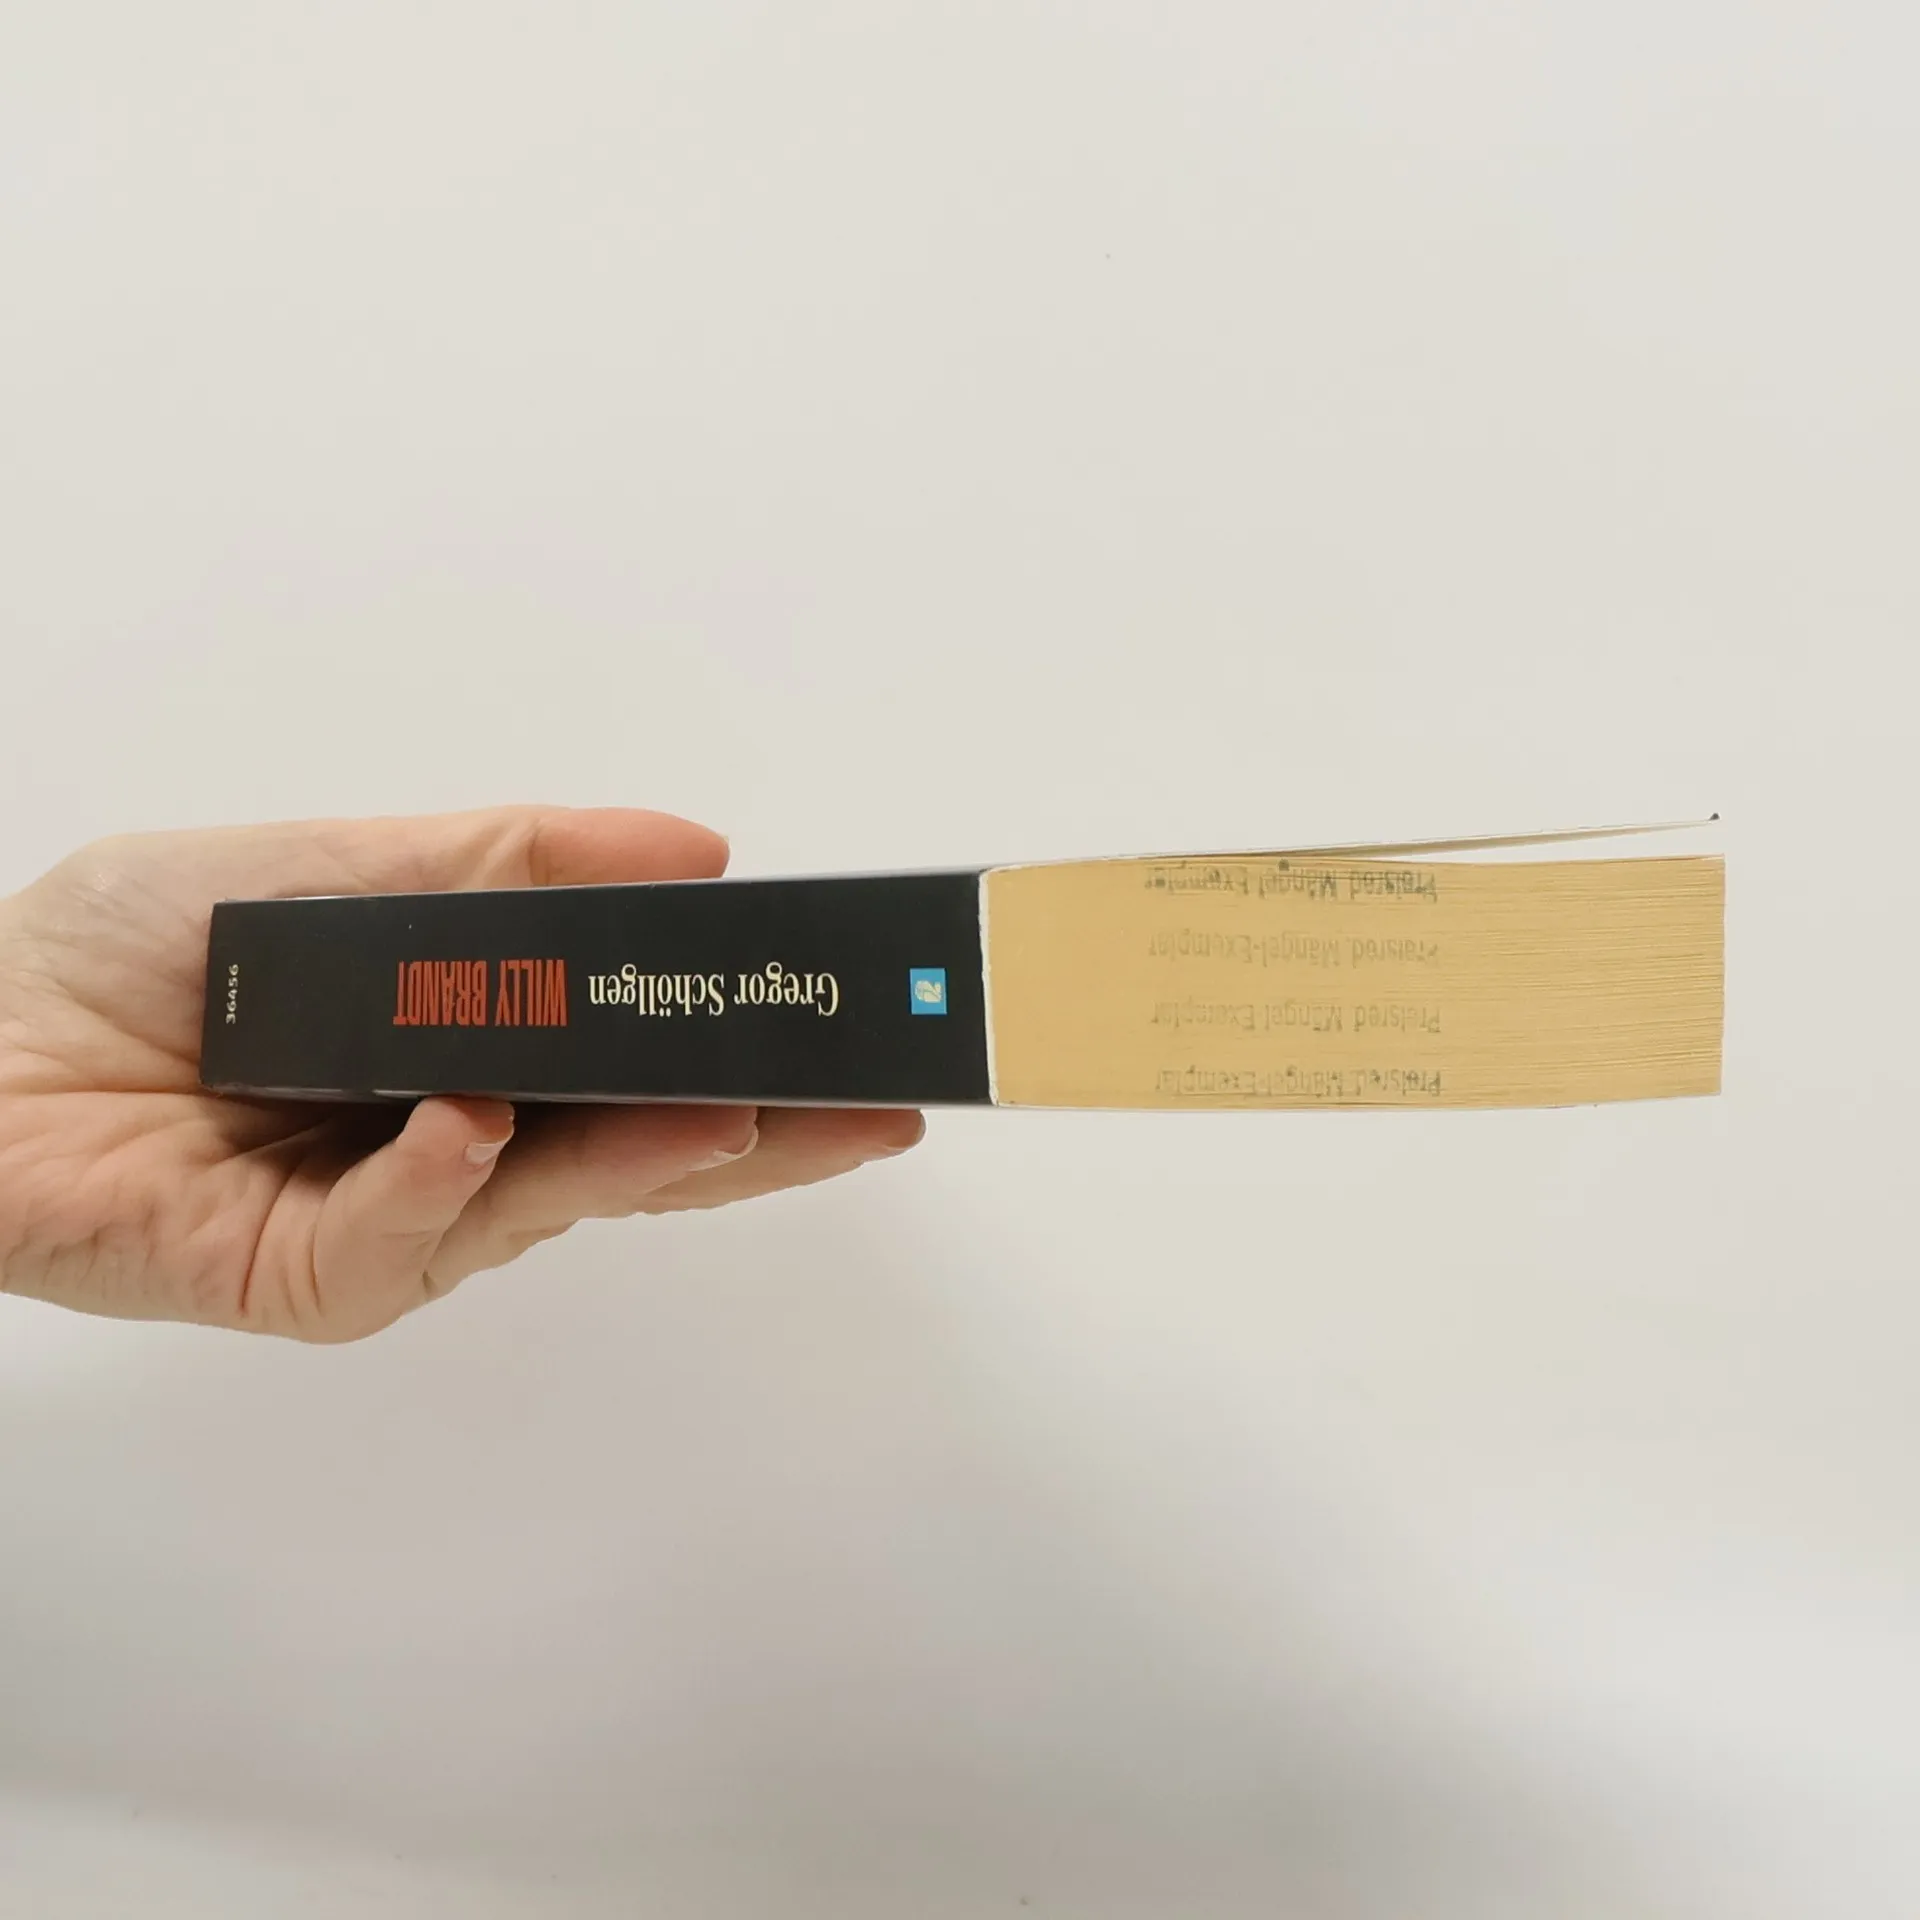 Gregor Schöllgen
WILLY BRANDT
36456
Preisred. Mängel-Exemplar
Preisred. Mängel Exemplar
Preisred. Mängel-Exemplar
Preisred. Mängel Exemplar